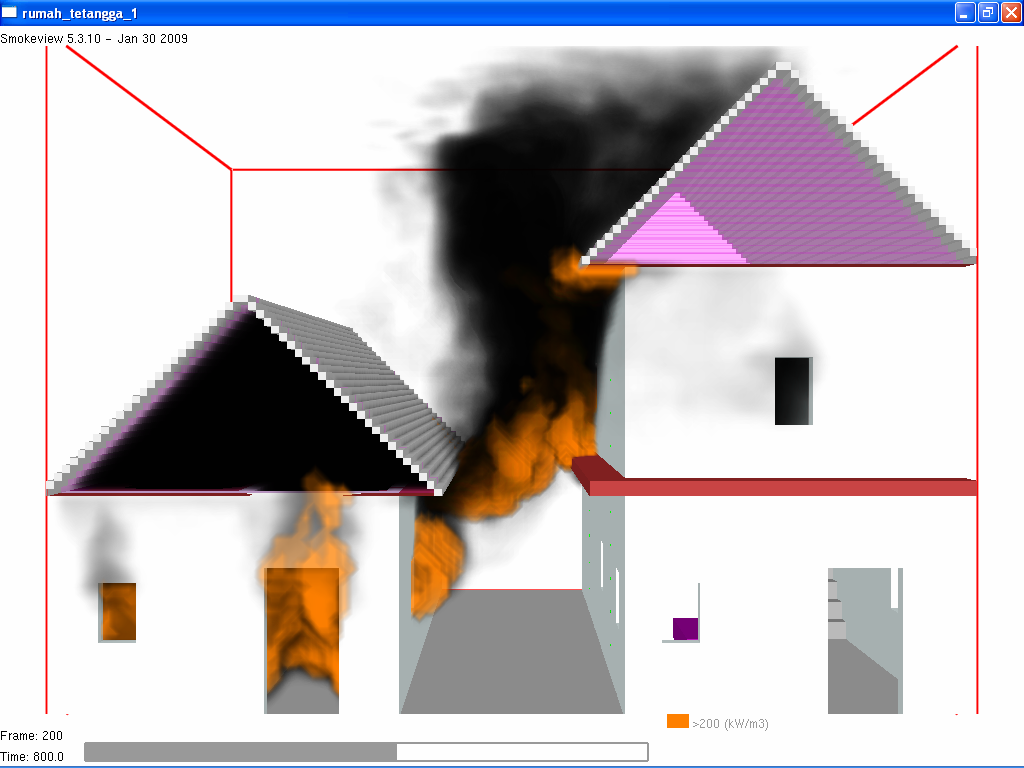 rumah_tetangga_1
Smokeview 5.3.10 - Jan 30 2009
>200 (kW/m3)
Frame: 200
Time: 800.0